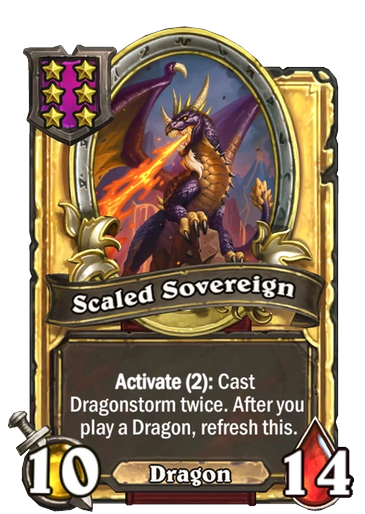 Scaled Sovereign
Activate (2): Cast
Dragonstorm twice. After you
play a Dragon, refresh this.
10
Dragon
14